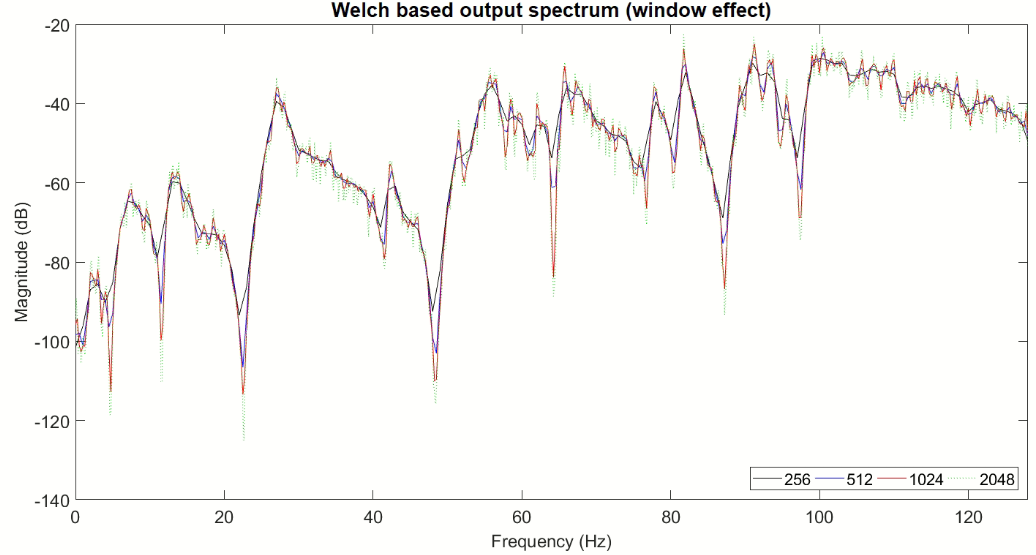 Welch based output spectrum (window effect)
-20
-40
-60
-80
-100
-120
-140
Magnitude (dB)
0 20 40 60 80 100 120
Frequency (Hz)
256 512 1024 2048